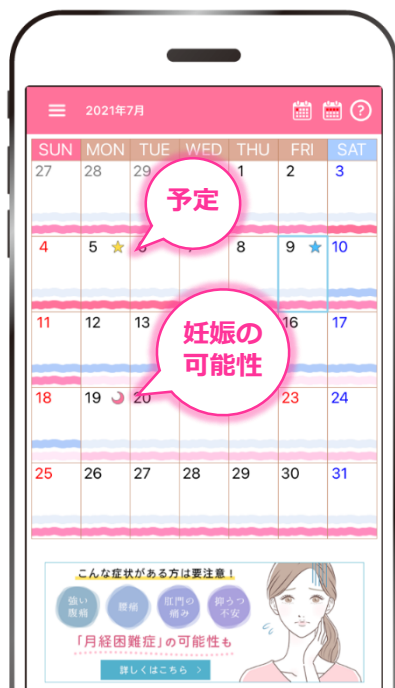 2021年7月
?
SUN MON TUE WED THU FRI SAT
27 28 29 1 2 3
予定
4 5 8 9 10
11 12 13 16 17
妊娠の
可能性
18 19 20 23 24
25 26 27 28 29 30 31
こんな症状がある方は要注意!
強い
腹痛
腰痛
肛門の
痛み
抑うつ
不安
「月経困難症」の可能性も
詳しくはこちら >